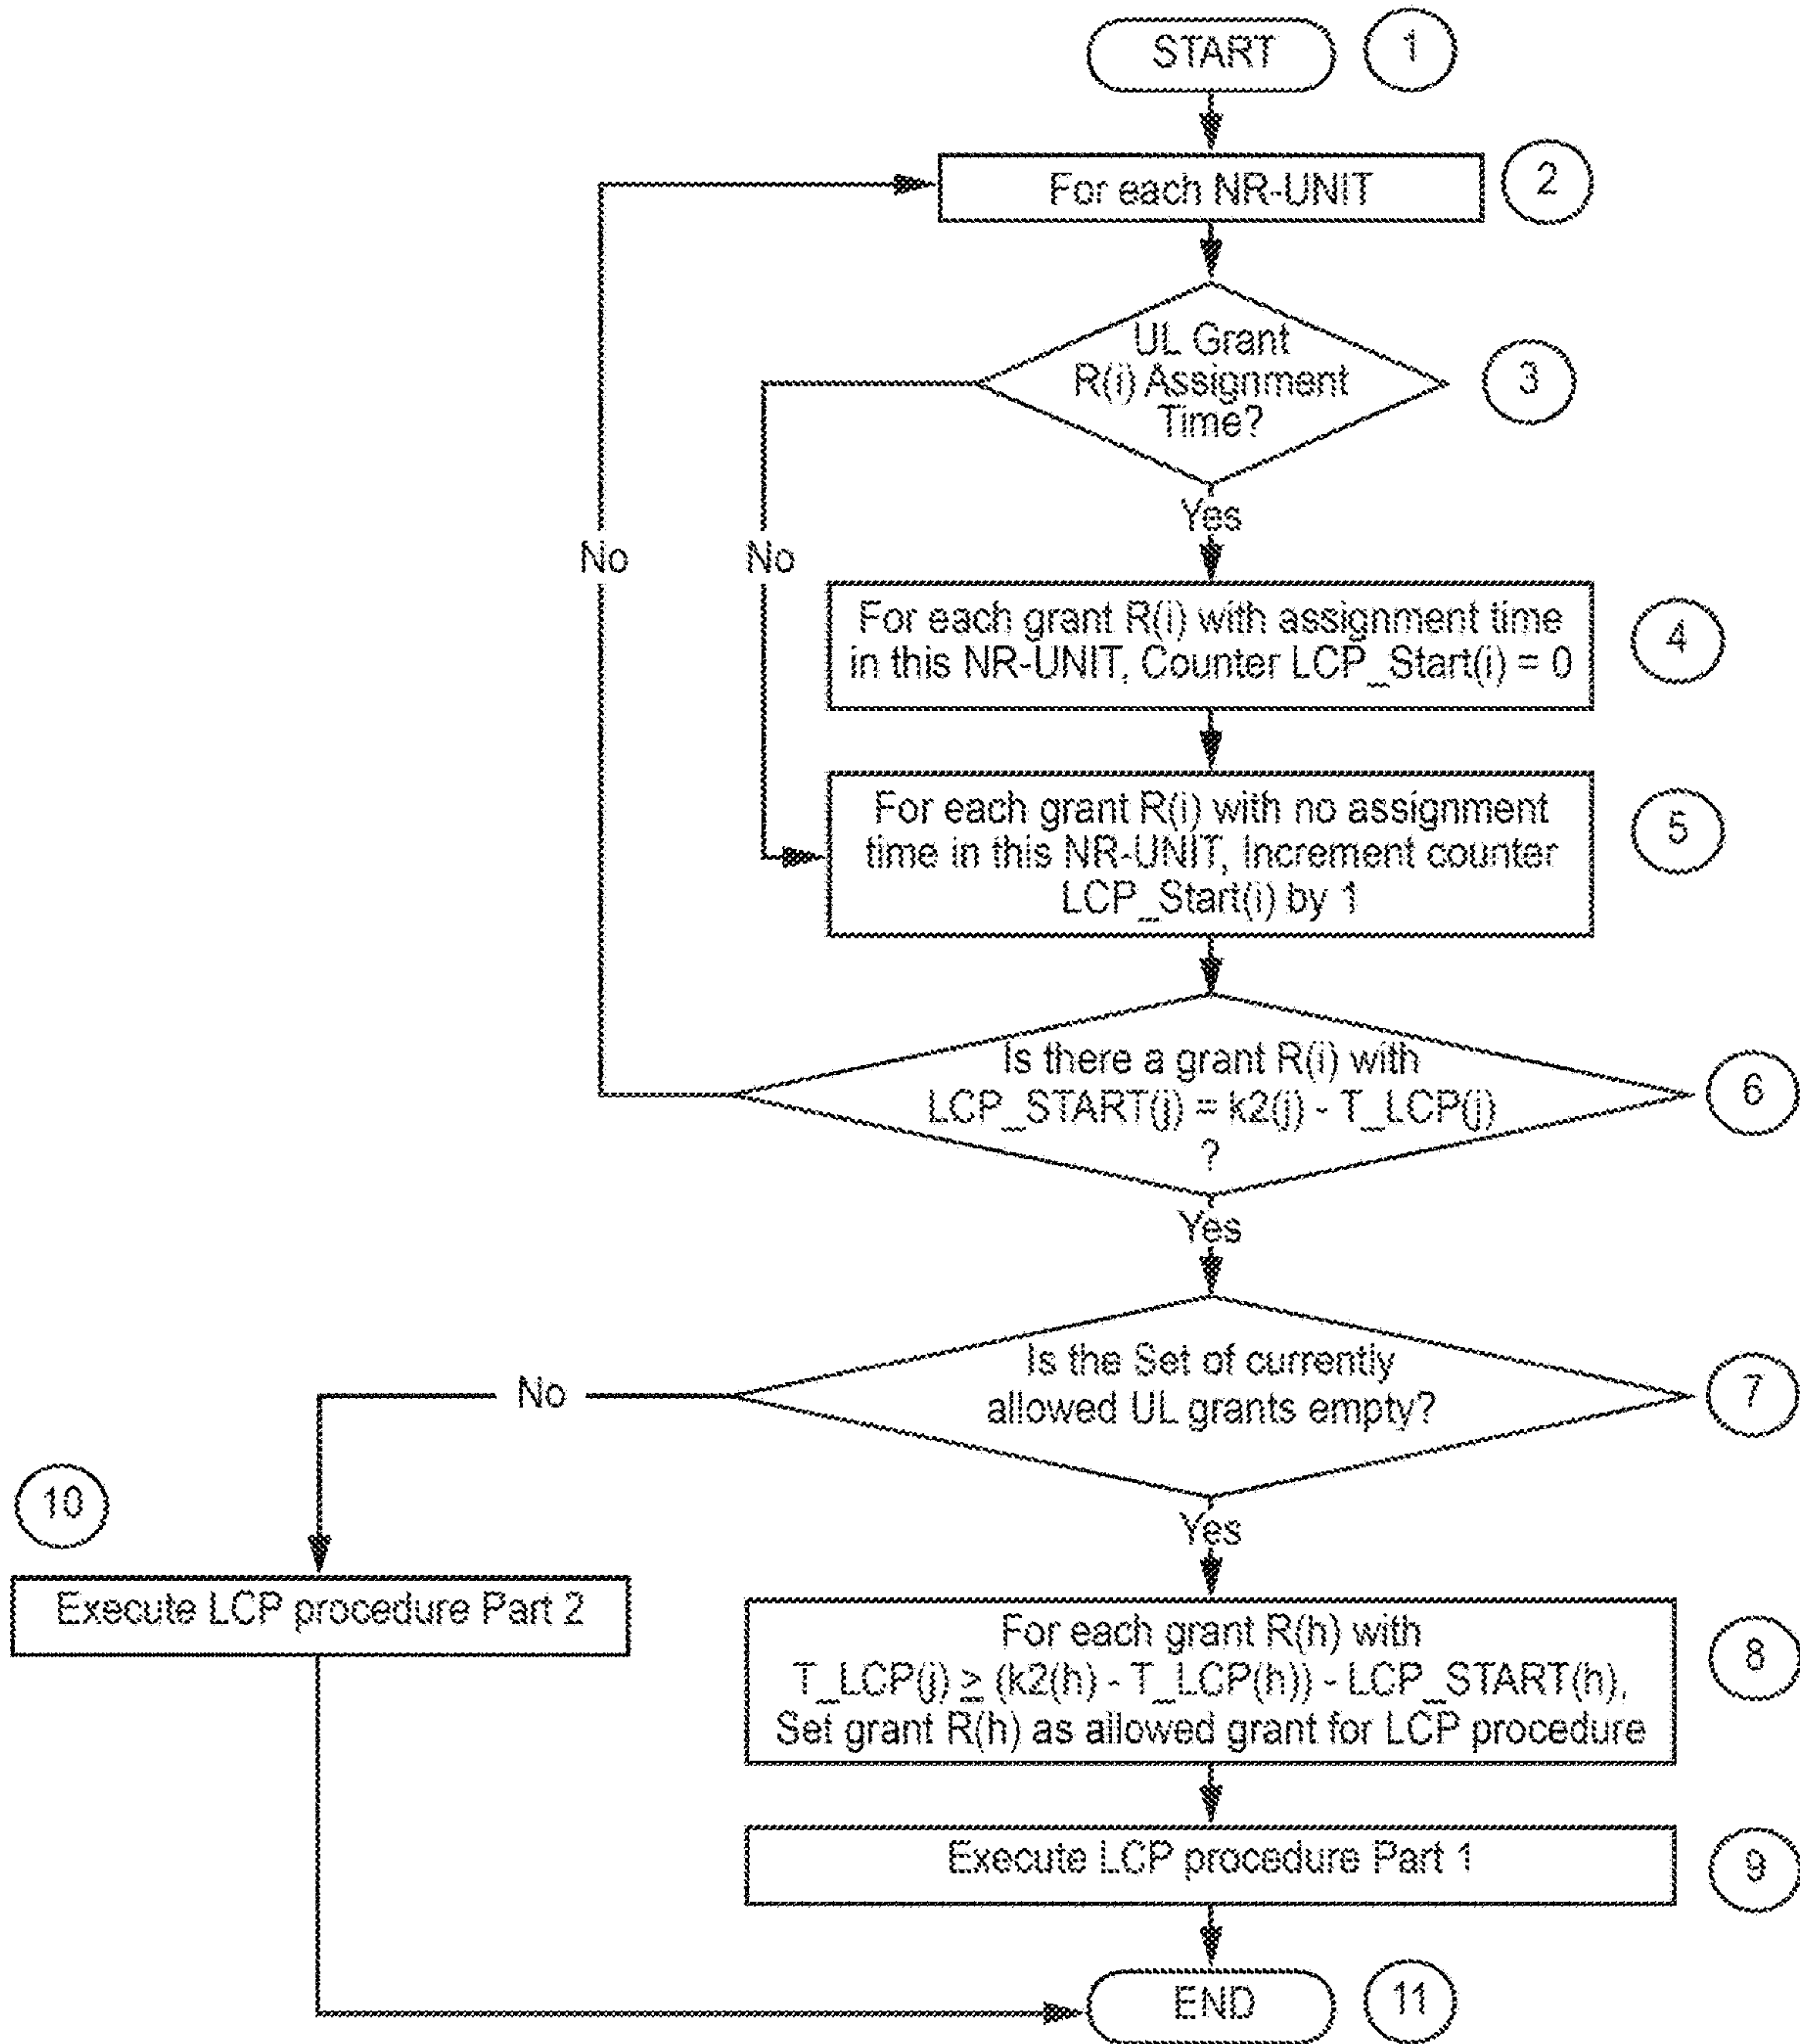 START
1
For each NR-UNIT
2
UL Grant
R(i) Assignment
Time?
3
Yes
No
No
For each grant R(i) with assignment time
in this NR-UNIT, Counter LCP_Start(i) = 0
4
For each grant R(i) with no assignment
time in this NR-UNIT, Increment counter
LCP_Start(i) by 1
5
Is there a grant R(i) with
LCP_START(j) = k2(j) - T_LCP(j)
?
6
Yes
Is the Set of currently
allowed UL grants empty?
7
No
Yes
10
Execute LCP procedure Part 2
For each grant R(h) with
T_LCP(j) ≥ (k2(h) - T_LCP(h)) - LCP_START(h),
Set grant R(h) as allowed grant for LCP procedure
8
Execute LCP procedure Part 1
9
END
11